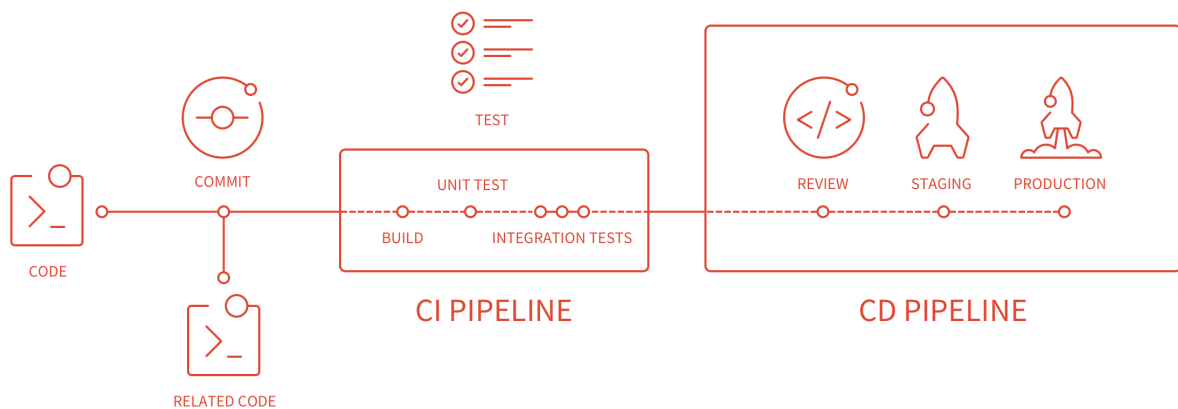 TEST
COMMIT
UNIT TEST
REVIEW
STAGING
PRODUCTION
BUILD
INTEGRATION TESTS
CODE
CI PIPELINE
CD PIPELINE
RELATED CODE